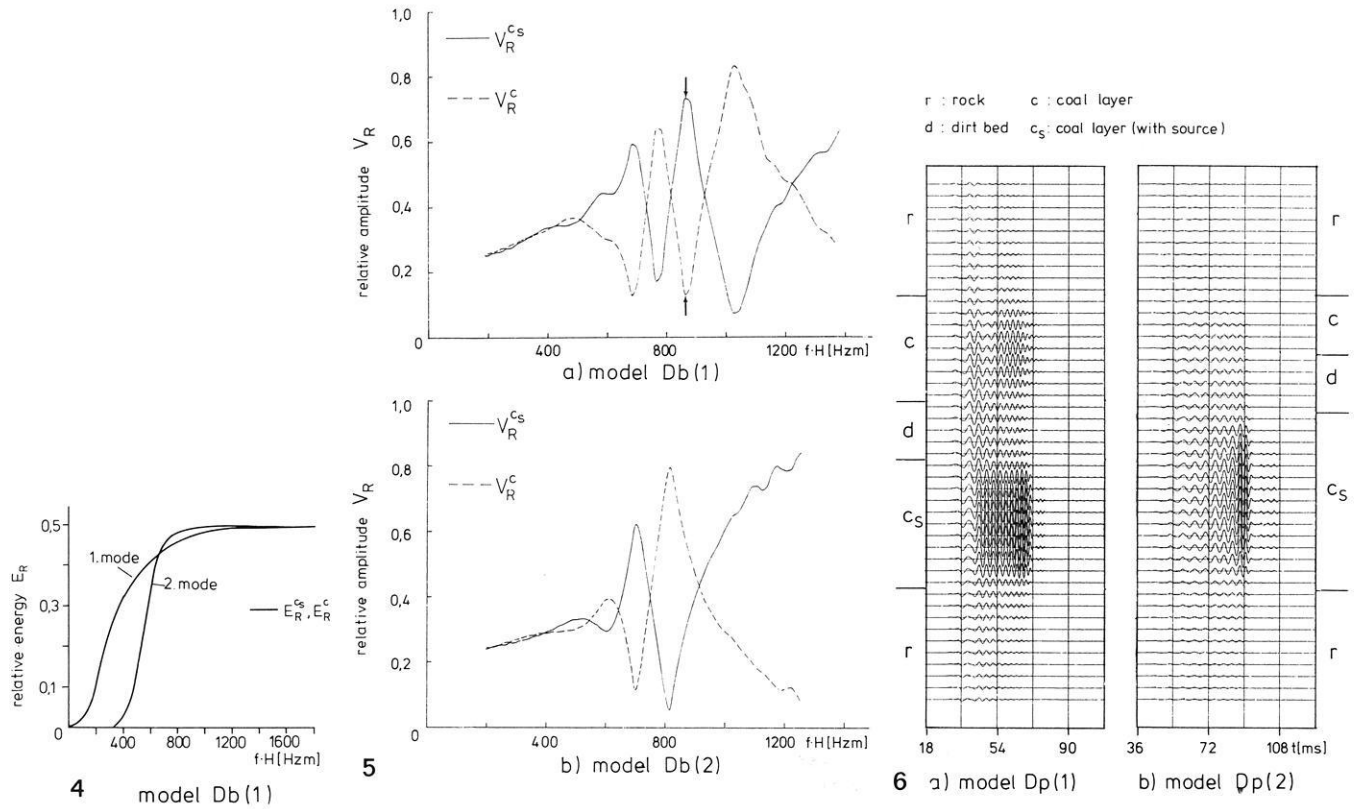 relative energy E_R
0,5
0,3
0,1
0
400
800
1200
1600
f·H [Hzm]
1. mode
2. mode
E_R^cs, E_R^c
4
model Db(1)
5
relative amplitude V_R
1,0
0,8
0,6
0,4
0,2
0
V_R^cs
V_R^c
400
800
1200
f·H [Hzm]
a) model Db(1)
relative amplitude V_R
1,0
0,8
0,6
0,4
0,2
0
V_R^cs
V_R^c
400
800
1200
f·H [Hzm]
b) model Db(2)
r : rock c : coal layer
d : dirt bed c_s : coal layer (with source)
r
c
d
c_s
r
18
54
90
r
c
d
c_s
r
36
72
108 t[ms]
6
a) model Dp(1)
b) model Dp(2)